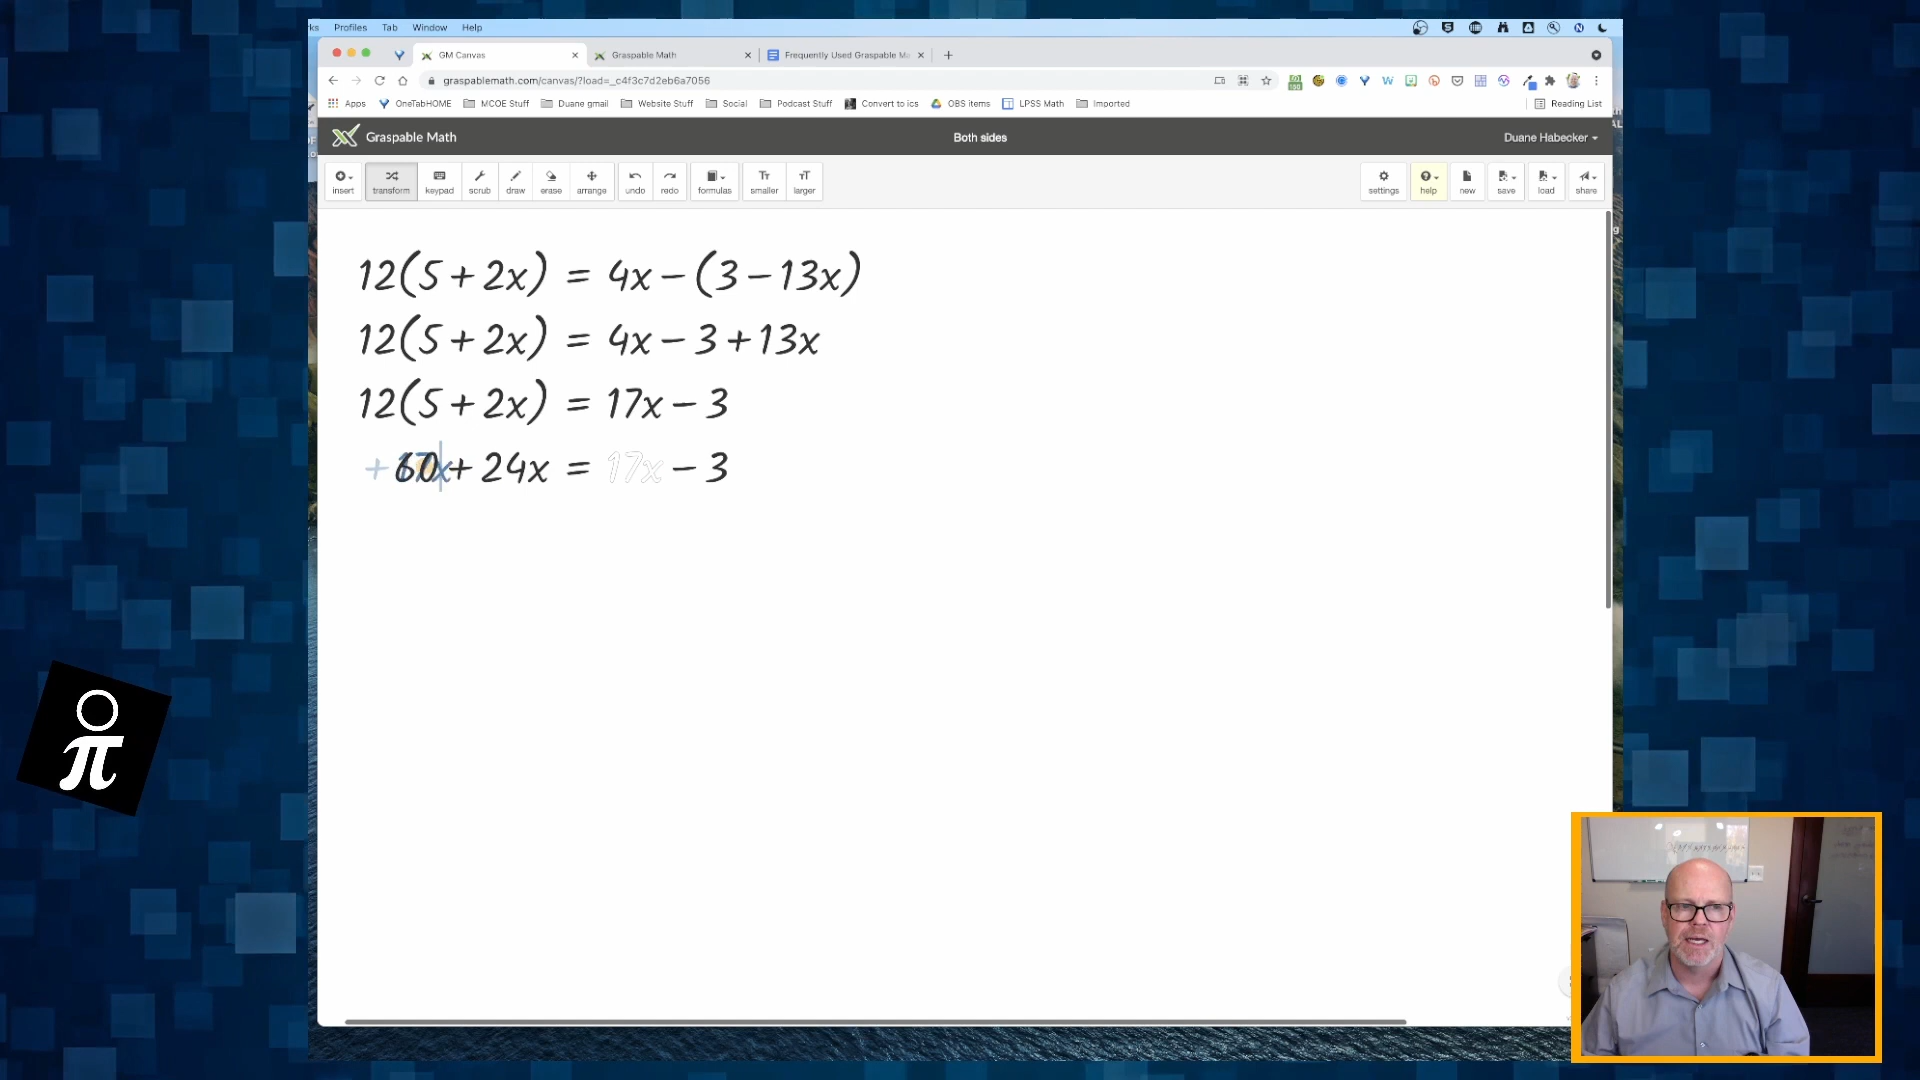 ks Profiles Tab Window Help
GM Canvas
Graspable Math
Frequently Used Graspable Ma
graspablemath.com/canvas/?load=_c4f3c7d2eb6a7056
Apps OneTabHOME MCOE Stuff Duane gmail Website Stuff Social Podcast Stuff Convert to ics OBS items LPSS Math Imported Reading List
Graspable Math Both sides Duane Habecker
insert transform keypad scrub draw erase arrange undo redo formulas smaller larger settings help new save load share
12(5 + 2x) = 4x − (3 − 13x)
12(5 + 2x) = 4x − 3 + 13x
12(5 + 2x) = 17x − 3
+ 17x 60 + 24x = 17x − 3
π